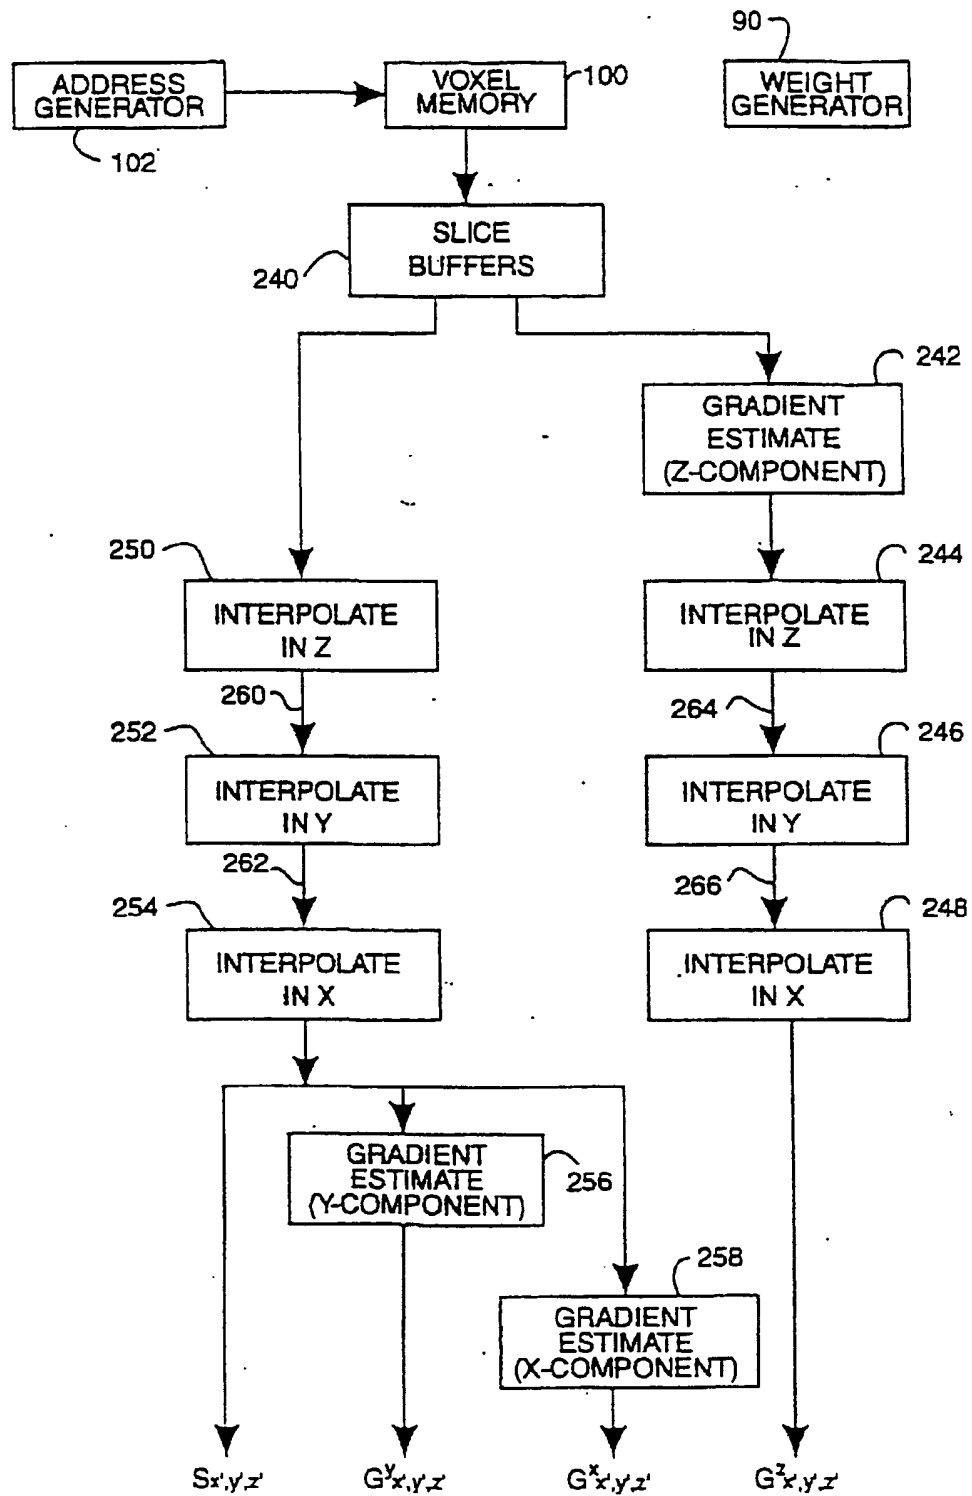 90
ADDRESS
GENERATOR
VOXEL
MEMORY
100
WEIGHT
GENERATOR
102
SLICE
BUFFERS
240
242
GRADIENT
ESTIMATE
(Z-COMPONENT)
250
244
INTERPOLATE
IN Z
INTERPOLATE
IN Z
260
264
252
246
INTERPOLATE
IN Y
INTERPOLATE
IN Y
262
266
254
248
INTERPOLATE
IN X
INTERPOLATE
IN X
GRADIENT
ESTIMATE
(Y-COMPONENT)
256
258
GRADIENT
ESTIMATE
(X-COMPONENT)
Sx',y',z'
Gyx',y',z'
Gxx',y',z'
Gzx',y',z'